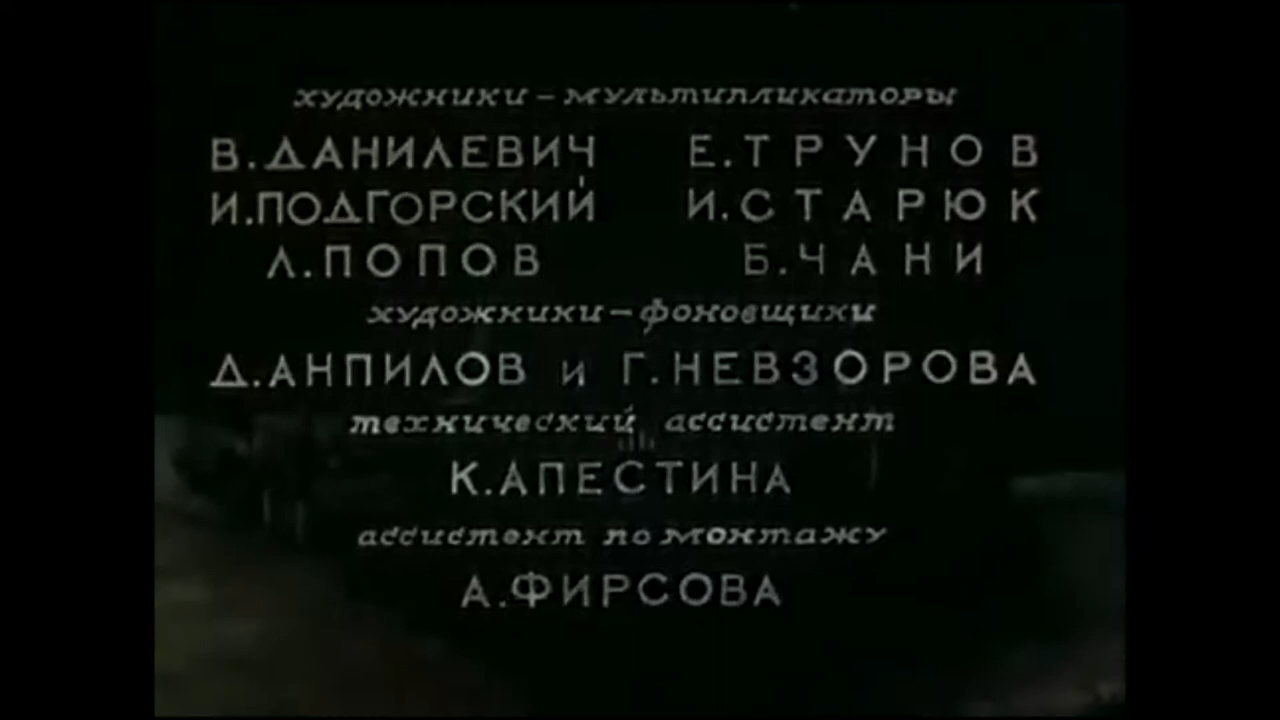 художники – мультипликаторы
В. ДАНИЛЕВИЧ Е. ТРУНОВ
И. ПОДГОРСКИЙ И. СТАРЮК
Л. ПОПОВ Б. ЧАНИ
художники – фоновщики
Д. АНПИЛОВ и Г. НЕВЗОРОВА
технический ассистент
К. АПЕСТИНА
ассистент по монтажу
А. ФИРСОВА